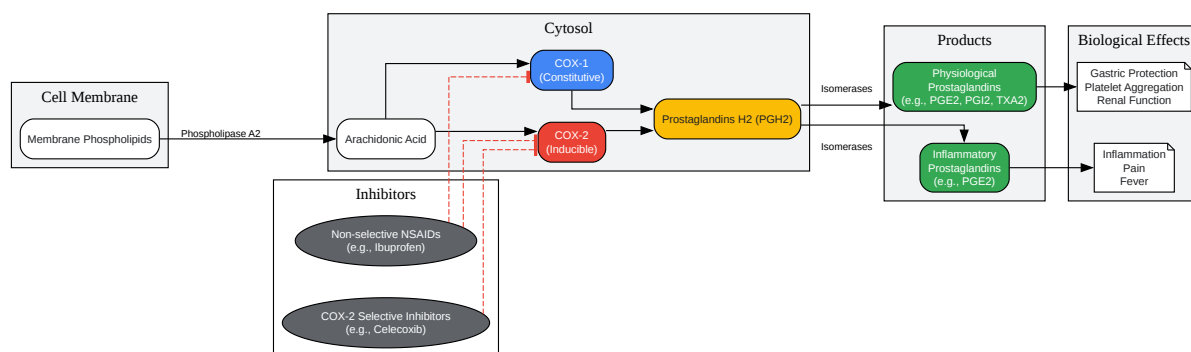 Cell Membrane
Membrane Phospholipids
Phospholipase A2
Cytosol
Arachidonic Acid
COX-1
(Constitutive)
COX-2
(Inducible)
Prostaglandins H2 (PGH2)
Isomerases
Isomerases
Products
Physiological
Prostaglandins
(e.g., PGE2, PGI2, TXA2)
Inflammatory
Prostaglandins
(e.g., PGE2)
Biological Effects
Gastric Protection
Platelet Aggregation
Renal Function
Inflammation
Pain
Fever
Inhibitors
Non-selective NSAIDs
(e.g., Ibuprofen)
COX-2 Selective Inhibitors
(e.g., Celecoxib)